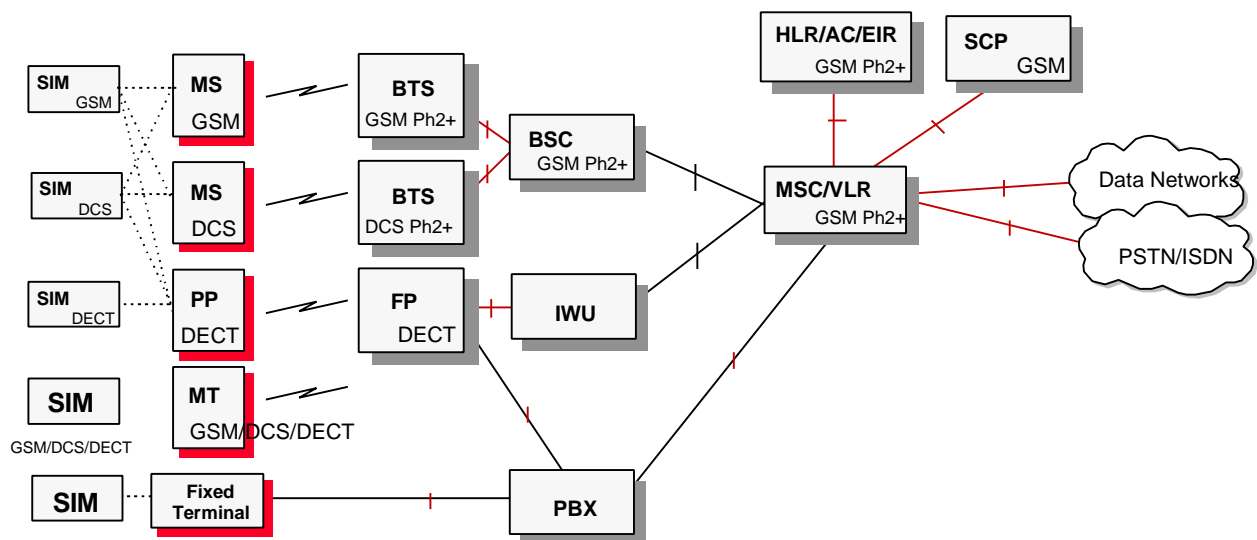 HLR/AC/EIR
GSM Ph2+
SCP
GSM
SIM
GSM
MS
GSM
BTS
GSM Ph2+
BSC
GSM Ph2+
SIM
DCS
MS
DCS
BTS
DCS Ph2+
MSC/VLR
GSM Ph2+
Data Networks
PSTN/ISDN
SIM
DECT
PP
DECT
FP
DECT
IWU
SIM
GSM/DCS/DECT
MT
GSM/DCS/DECT
SIM
Fixed
Terminal
PBX